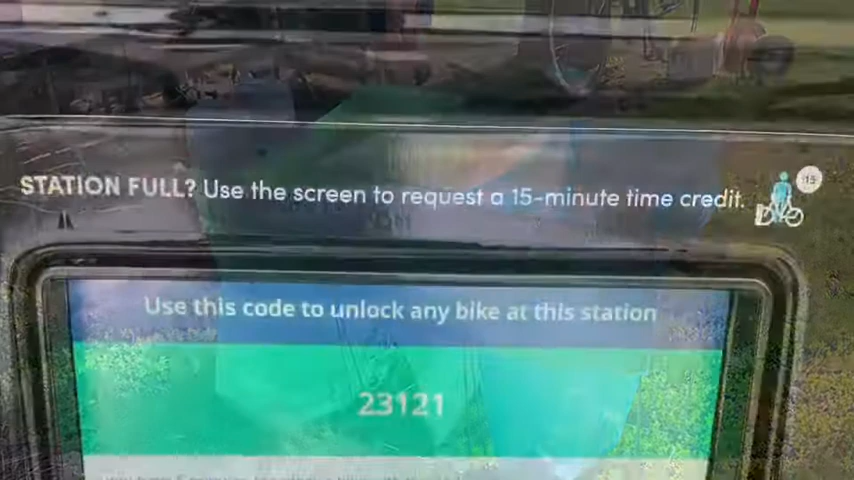 STATION FULL? Use the screen to request a 15-minute time credit.
15
Use this code to unlock any bike at this station
23121